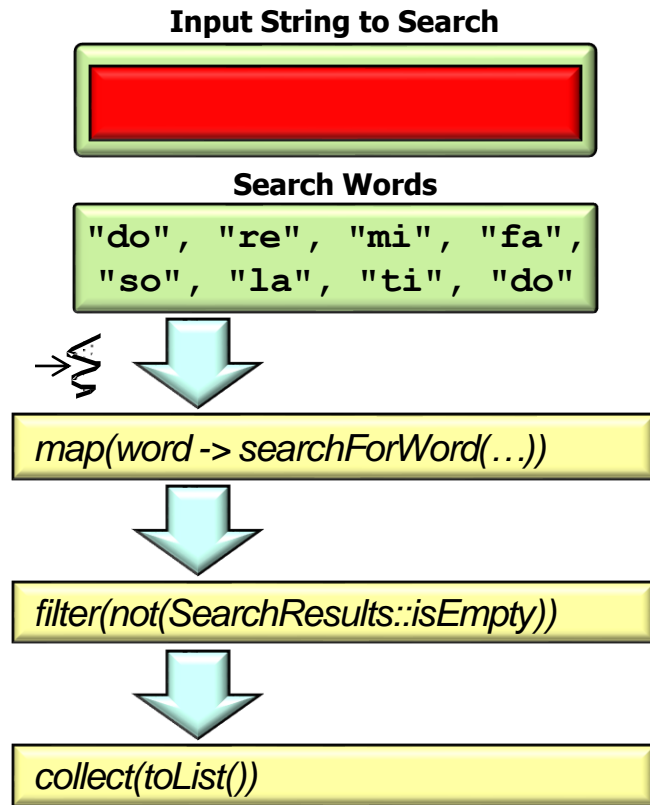 Input String to Search
Search Words
"do", "re", "mi", "fa",
"so", "la", "ti", "do"
map(word -> searchForWord(…))
filter(not(SearchResults::isEmpty))
collect(toList())